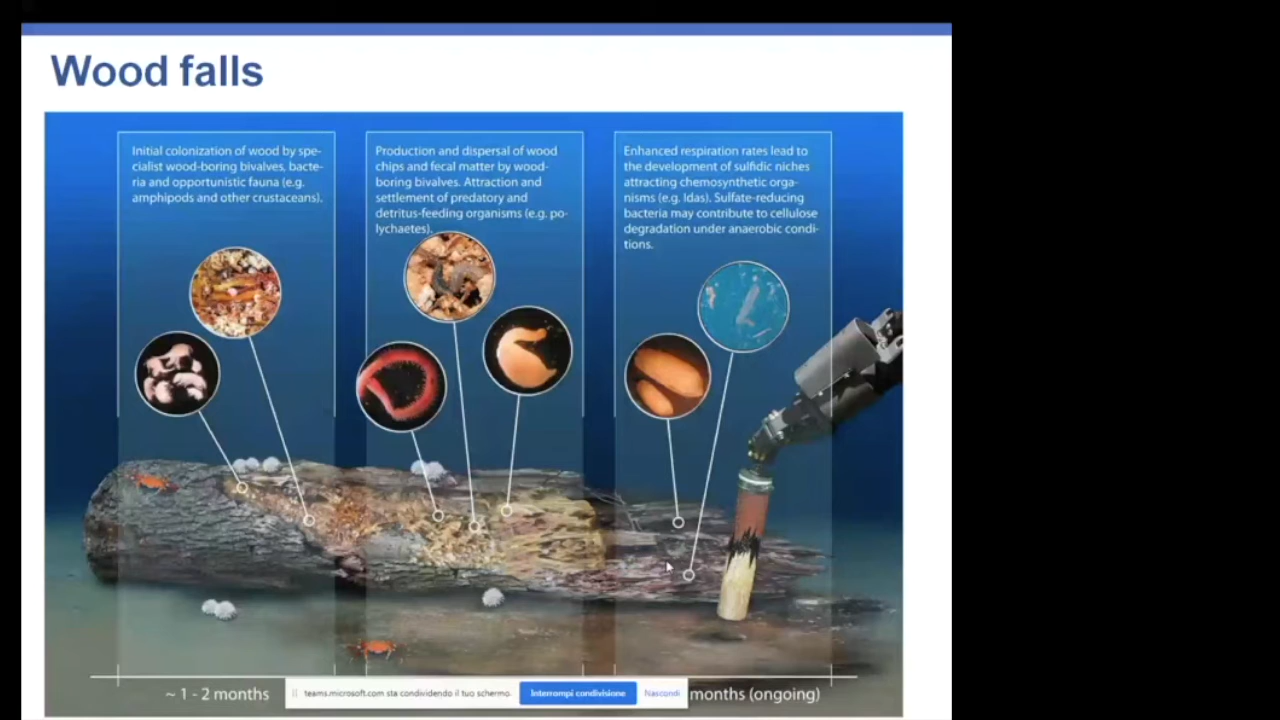 Wood falls
Initial colonization of wood by spe-
cialist wood-boring bivalves, bacte-
ria and opportunistic fauna (e.g.
amphipods and other crustaceans).
Production and dispersal of wood
chips and fecal matter by wood-
boring bivalves. Attraction and
settlement of predatory and
detritus-feeding organisms (e.g. po-
lychaetes).
Enhanced respiration rates lead to
the development of sulfidic niches
attracting chemosynthetic orga-
nisms (e.g. Idas). Sulfate-reducing
bacteria may contribute to cellulose
degradation under anaerobic condi-
tions.
~ 1 - 2 months
teams.microsoft.com sta condividendo il tuo schermo.
Interrompi condivisione
Nascondi
months (ongoing)